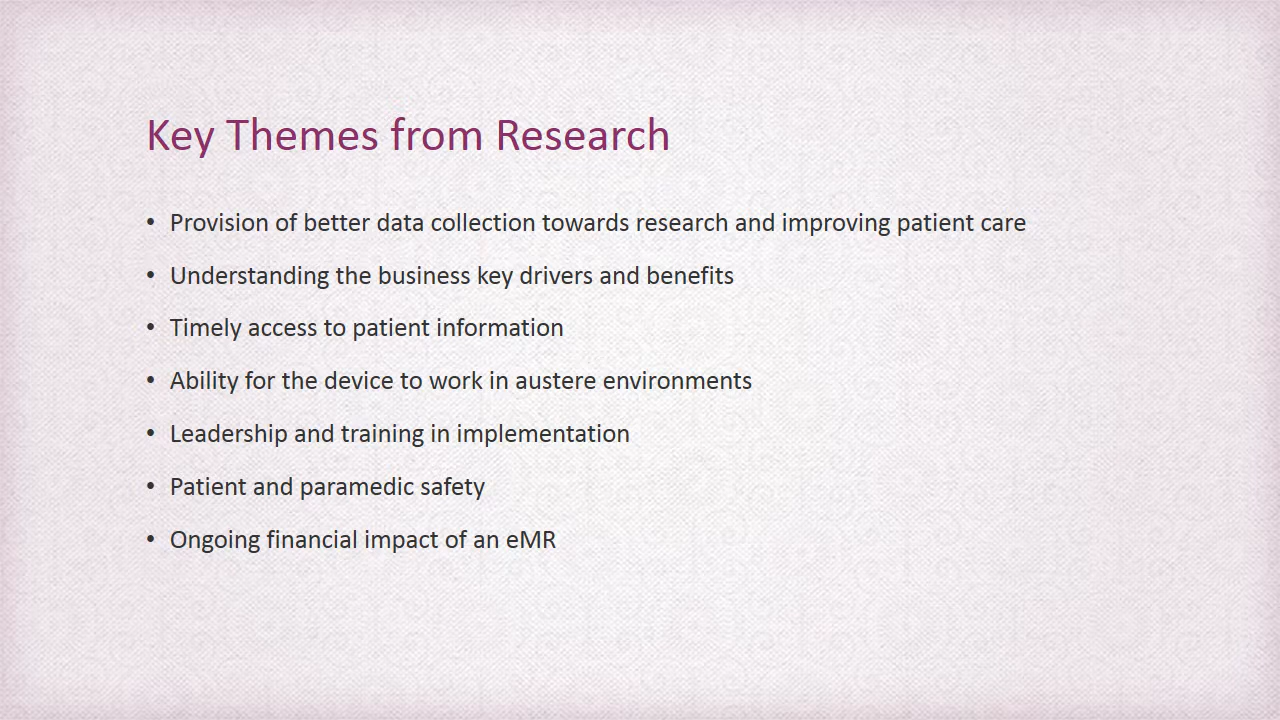 Key Themes from Research
• Provision of better data collection towards research and improving patient care
• Understanding the business key drivers and benefits
• Timely access to patient information
• Ability for the device to work in austere environments
• Leadership and training in implementation
• Patient and paramedic safety
• Ongoing financial impact of an eMR